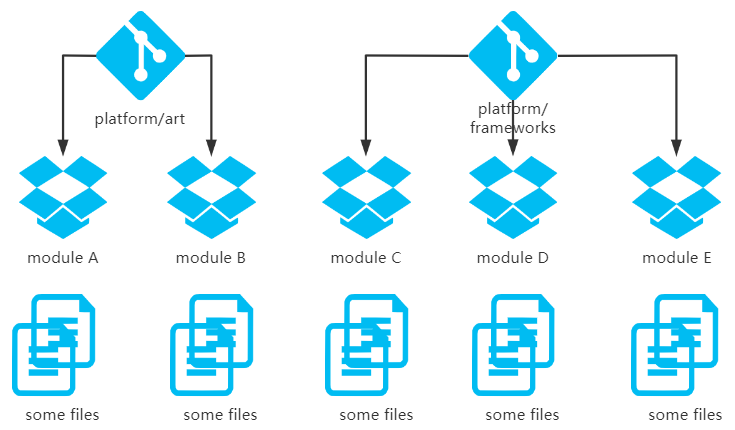 platform/art
platform/
frameworks
module A
module B
module C
module D
module E
some files
some files
some files
some files
some files